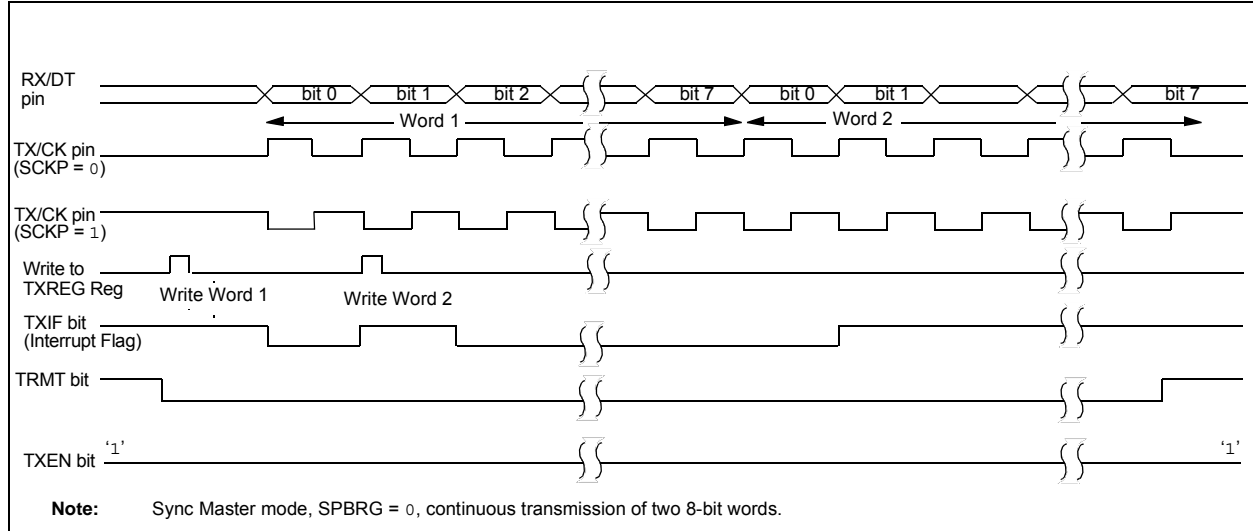 RX/DT
pin
bit 0 bit 1 bit 2 bit 7 bit 0 bit 1 bit 7
Word 1 Word 2
TX/CK pin
(SCKP = 0)
TX/CK pin
(SCKP = 1)
Write to
TXREG Reg
Write Word 1 Write Word 2
TXIF bit
(Interrupt Flag)
TRMT bit
TXEN bit '1' '1'
Note: Sync Master mode, SPBRG = 0, continuous transmission of two 8-bit words.